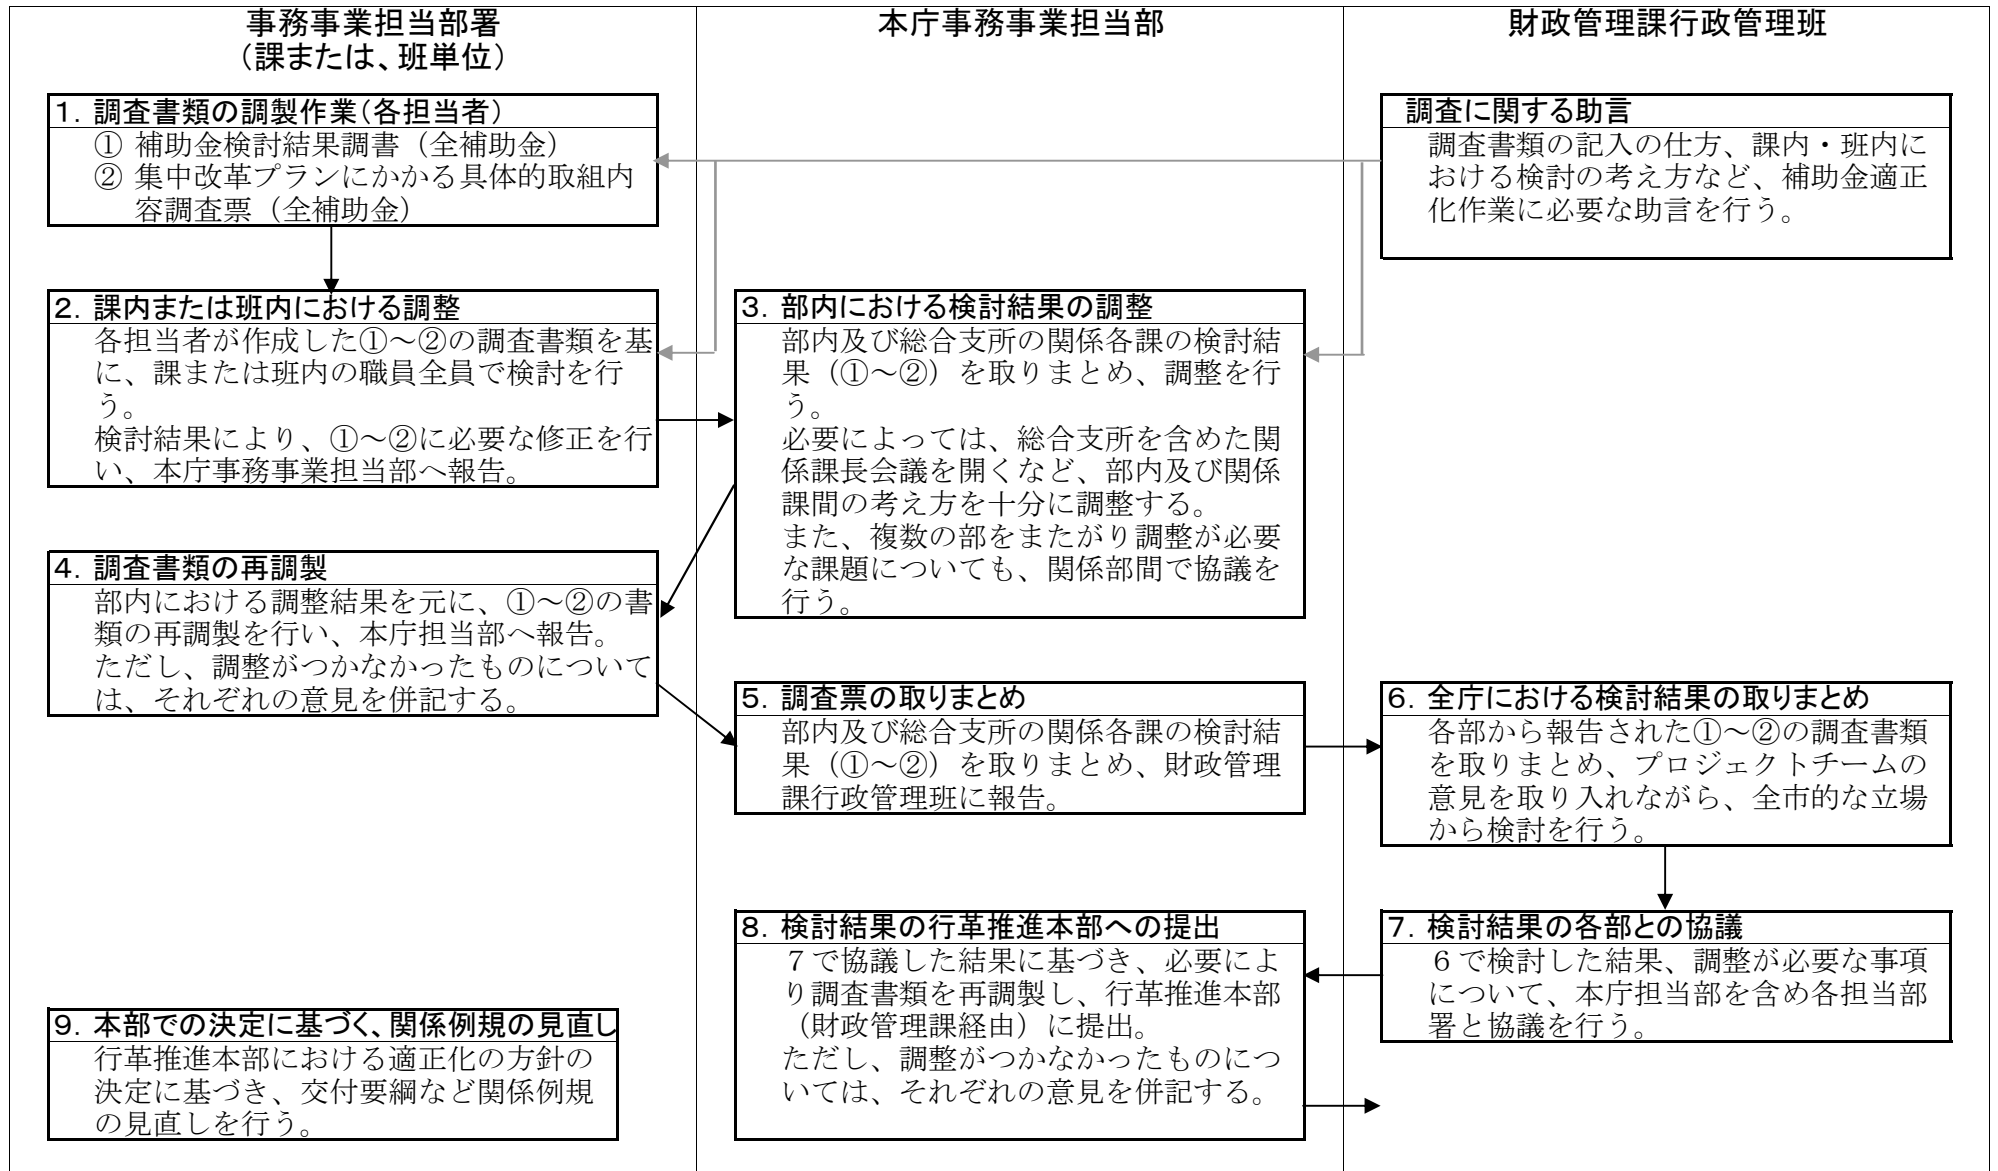 事務事業担当部署
（課または、班単位）
本庁事務事業担当部
財政管理課行政管理班
１．調査書類の調製作業（各担当者）
① 補助金検討結果調書（全補助金）
② 集中改革プランにかかる具体的取組内
容調査票（全補助金）
調査に関する助言
調査書類の記入の仕方、課内・班内に
おける検討の考え方など、補助金適正
化作業に必要な助言を行う。
２．課内または班内における調整
各担当者が作成した①～②の調査書類を基
に、課または班内の職員全員で検討を行
う。
検討結果により、①～②に必要な修正を行
い、本庁事務事業担当部へ報告。
３．部内における検討結果の調整
部内及び総合支所の関係各課の検討結
果（①～②）を取りまとめ、調整を行
う。
必要によっては、総合支所を含めた関
係課長会議を開くなど、部内及び関係
課間の考え方を十分に調整する。
また、複数の部をまたがり調整が必要
な課題についても、関係部間で協議を
行う。
４．調査書類の再調製
部内における調整結果を元に、①～②の書
類の再調製を行い、本庁担当部へ報告。
ただし、調整がつかなかったものについて
は、それぞれの意見を併記する。
５．調査票の取りまとめ
部内及び総合支所の関係各課の検討結
果（①～②）を取りまとめ、財政管理
課行政管理班に報告。
６．全庁における検討結果の取りまとめ
各部から報告された①～②の調査書類
を取りまとめ、プロジェクトチームの
意見を取り入れながら、全市的な立場
から検討を行う。
７．検討結果の各部との協議
６で検討した結果、調整が必要な事項
について、本庁担当部を含め各担当部
署と協議を行う。
８．検討結果の行革推進本部への提出
７で協議した結果に基づき、必要によ
り調査書類を再調製し、行革推進本部
（財政管理課経由）に提出。
ただし、調整がつかなかったものにつ
いては、それぞれの意見を併記する。
９．本部での決定に基づく、関係例規の見直し
行革推進本部における適正化の方針の
決定に基づき、交付要綱など関係例規
の見直しを行う。